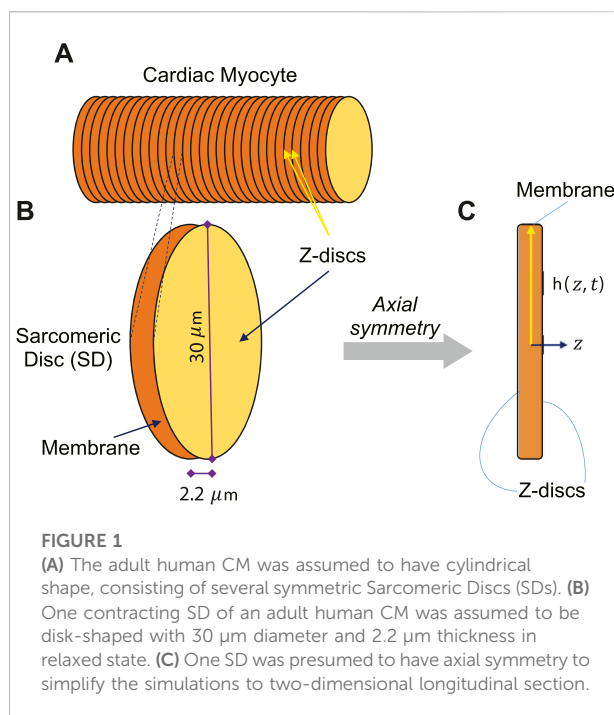 A
Cardiac Myocyte
B
Z-discs
30 μm
Sarcomeric
Disc (SD)
Membrane
2.2 μm
Axial
symmetry
C
Membrane
h(z,t)
z
Z-discs
FIGURE 1
(A) The adult human CM was assumed to have cylindrical
shape, consisting of several symmetric Sarcomeric Discs (SDs). (B)
One contracting SD of an adult human CM was assumed to be
disk-shaped with 30 μm diameter and 2.2 μm thickness in
relaxed state. (C) One SD was presumed to have axial symmetry to
simplify the simulations to two-dimensional longitudinal section.